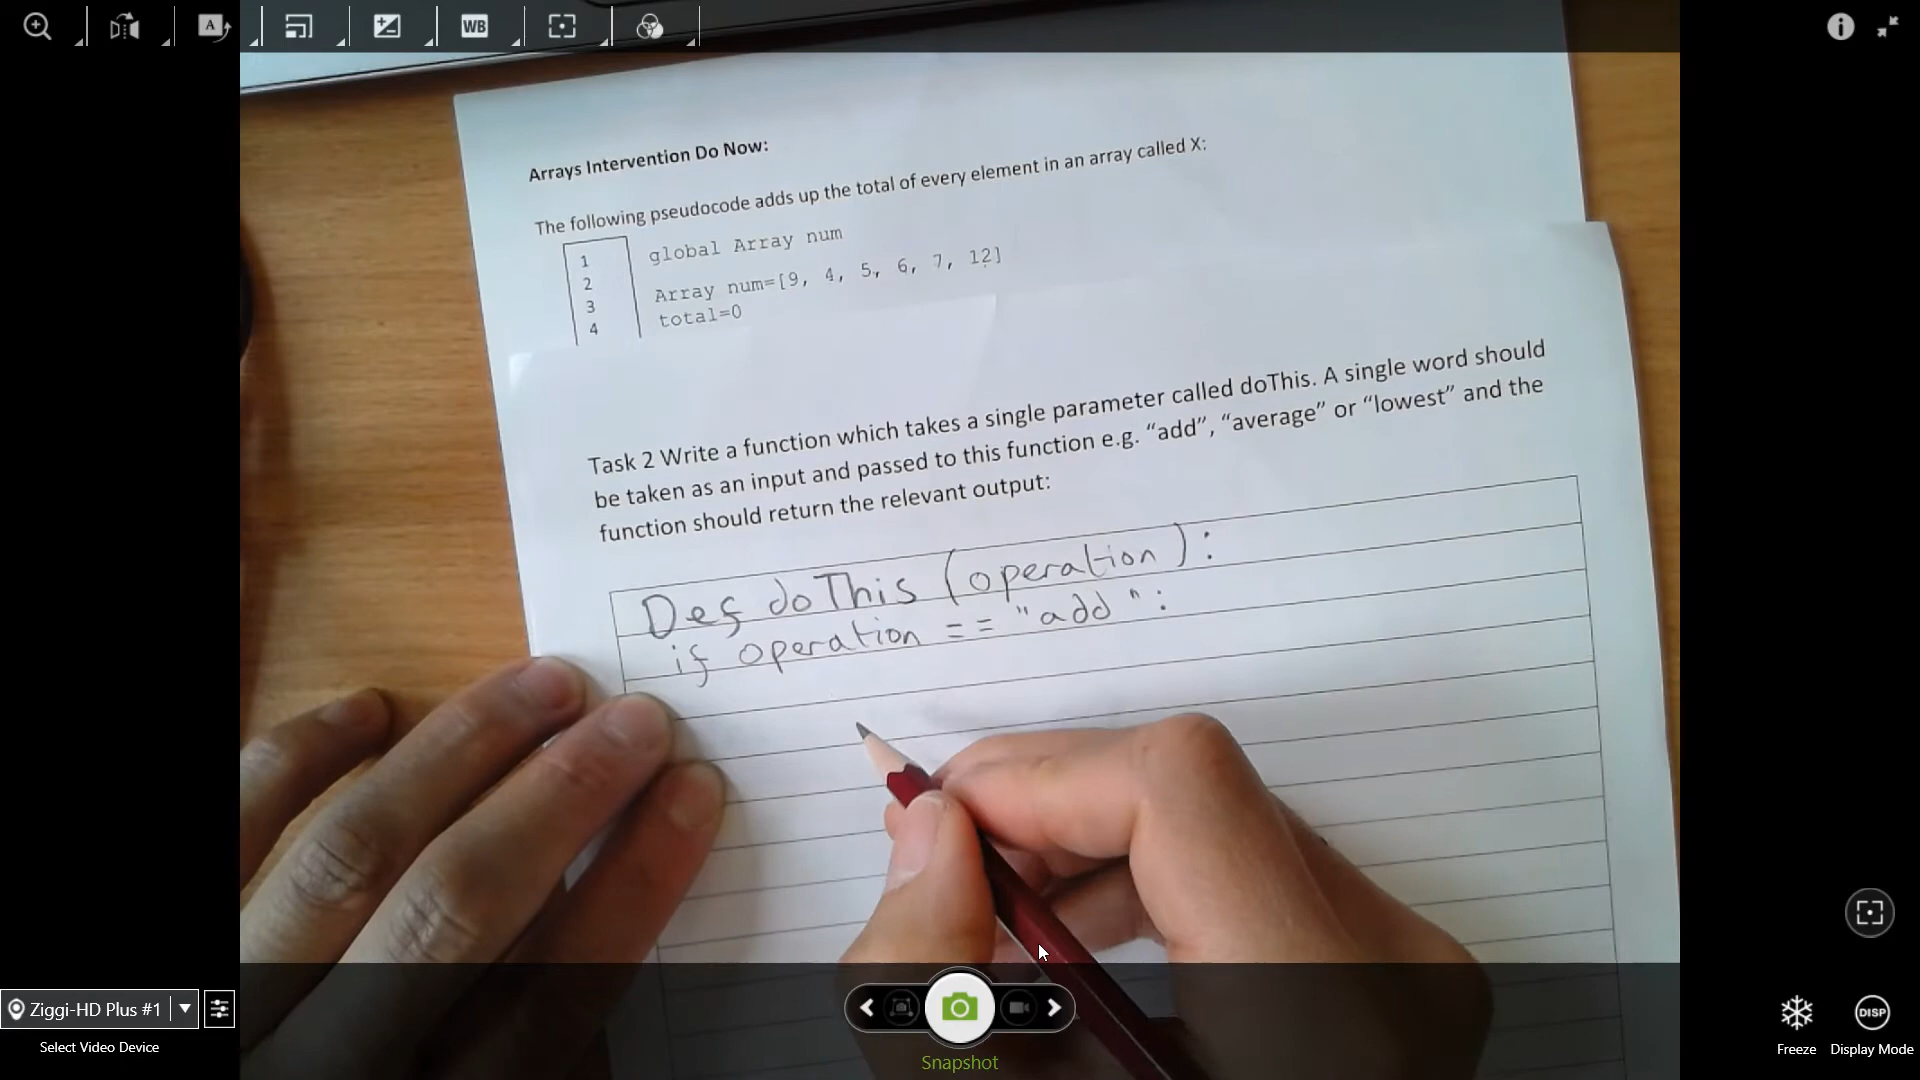 A
WB
Arrays Intervention Do Now:
The following pseudocode adds up the total of every element in an array called X:
1 global Array num
2
3 Array num=[9, 4, 5, 6, 7, 12]
4 total=0
Task 2 Write a function which takes a single parameter called doThis. A single word should
be taken as an input and passed to this function e.g. “add”, “average” or “lowest” and the
function should return the relevant output:
Def doThis (operation):
if operation == "add":
Ziggi-HD Plus #1
Select Video Device
Snapshot
Freeze
DISP
Display Mode